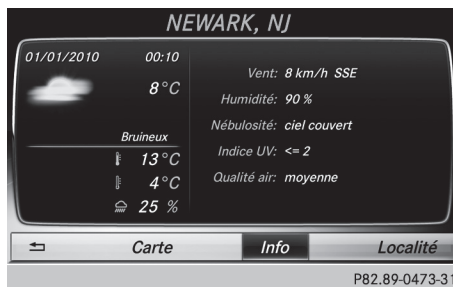 NEWARK, NJ
01/01/2010 00:10
8°C
Bruineux
13°C
4°C
25 %
Vent: 8 km/h SSE
Humidité: 90 %
Nébulosité: ciel couvert
Indice UV: <= 2
Qualité air: moyenne
Carte Info Localité
P82.89-0473-31